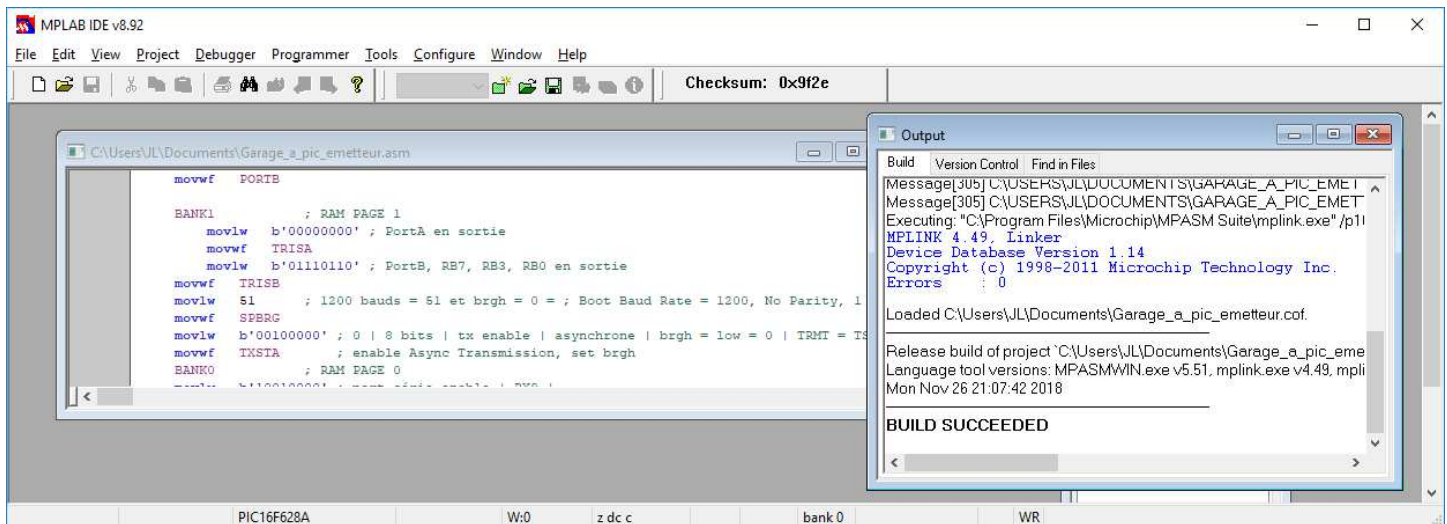 MPLAB IDE v8.92
File Edit View Project Debugger Programmer Tools Configure Window Help
Checksum: 0x9f2e
C:\Users\JL\Documents\Garage_a_pic_emetteur.asm
movwf PORTB
BANK1 ; RAM PAGE 1
movlw b'00000000' ; PortA en sortie
movwf TRISA
movlw b'01110110' ; PortB, RB7, RB3, RB0 en sortie
movwf TRISB
movlw 51 ; 1200 bauds = 51 et brgh = 0 = ; Boot Baud Rate = 1200, No Parity, 1
movwf SPBRG
movlw b'00100000' ; 0 | 8 bits | tx enable | asynchrone | brgh = low = 0 | TRMT = TS
movwf TXSTA ; enable Async Transmission, set brgh
BANK0 ; RAM PAGE 0
Output
Build Version Control Find in Files
Message[305] C:\USERS\JL\DOCUMENTS\GARAGE_A_PIC_EMET
Message[305] C:\USERS\JL\DOCUMENTS\GARAGE_A_PIC_EMET
Executing: "C:\Program Files\Microchip\MPASM Suite\mplink.exe" /p1
MPLINK 4.49, Linker
Device Database Version 1.14
Copyright (c) 1998-2011 Microchip Technology Inc.
Errors : 0
Loaded C:\Users\JL\Documents\Garage_a_pic_emetteur.cof.
Release build of project `C:\Users\JL\Documents\Garage_a_pic_eme
Language tool versions: MPASMWIN.exe v5.51, mplink.exe v4.49, mpli
Mon Nov 26 21:07:42 2018
BUILD SUCCEEDED
PIC16F628A W:0 z dc c bank 0 WR